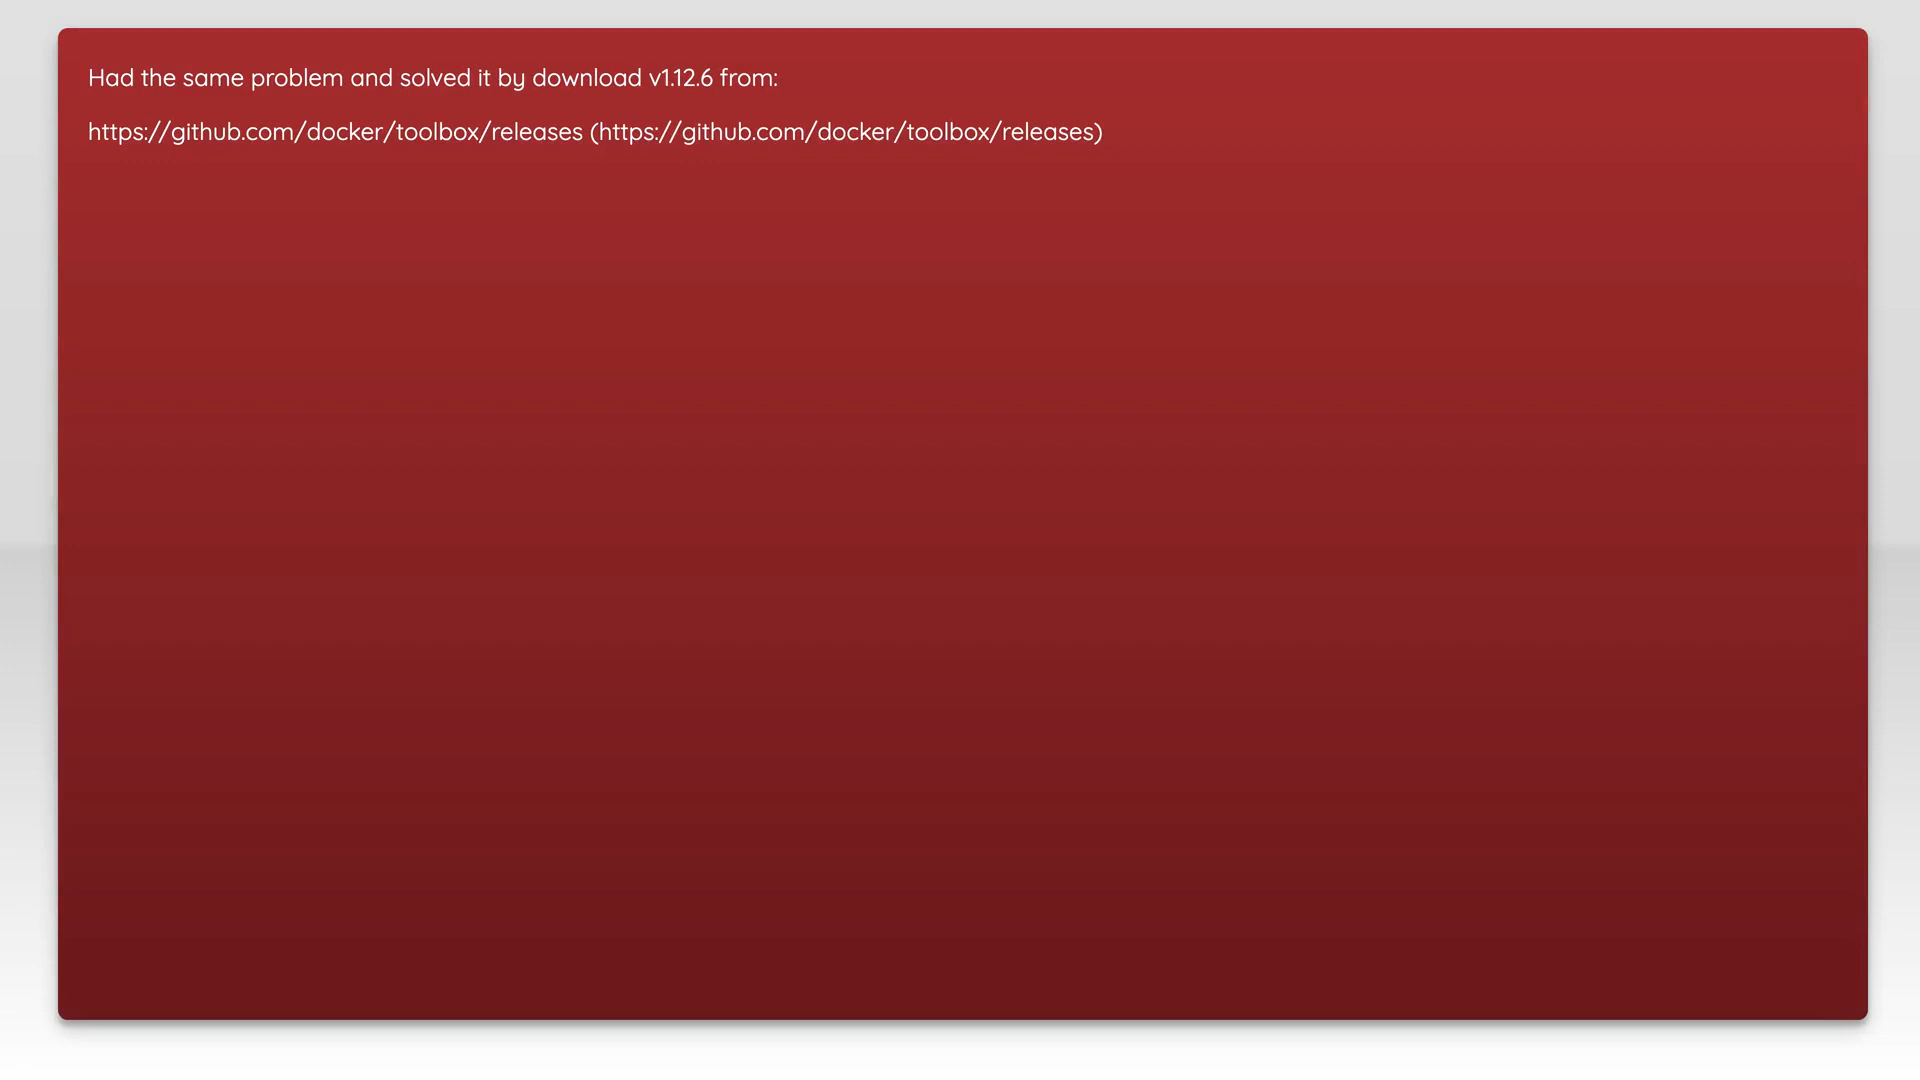 Had the same problem and solved it by download v1.12.6 from:
https://github.com/docker/toolbox/releases (https://github.com/docker/toolbox/releases)